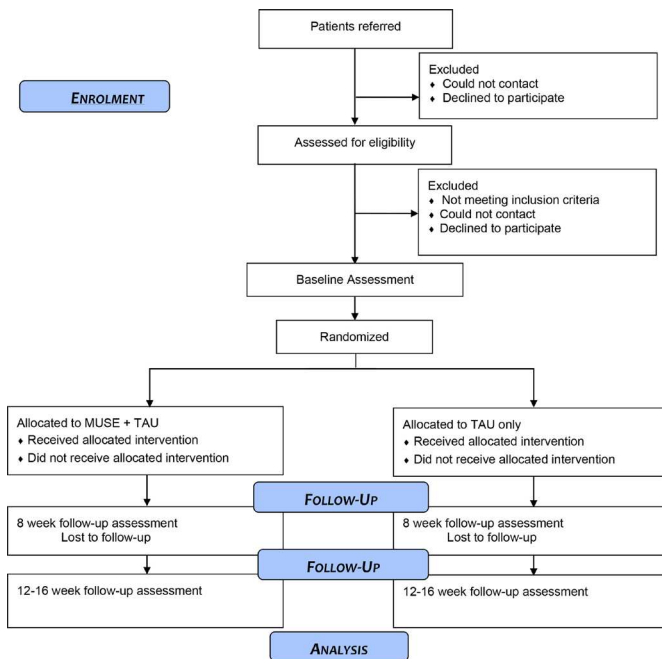 Patients referred
Excluded
♦ Could not contact
♦ Declined to participate
ENROLMENT
Assessed for eligibility
Excluded
♦ Not meeting inclusion criteria
♦ Could not contact
♦ Declined to participate
Baseline Assessment
Randomized
Allocated to MUSE + TAU
♦ Received allocated intervention
♦ Did not receive allocated intervention
Allocated to TAU only
♦ Received allocated intervention
♦ Did not receive allocated intervention
FOLLOW-UP
8 week follow-up assessment
Lost to follow-up
8 week follow-up assessment
Lost to follow-up
FOLLOW-UP
12-16 week follow-up assessment
12-16 week follow-up assessment
ANALYSIS